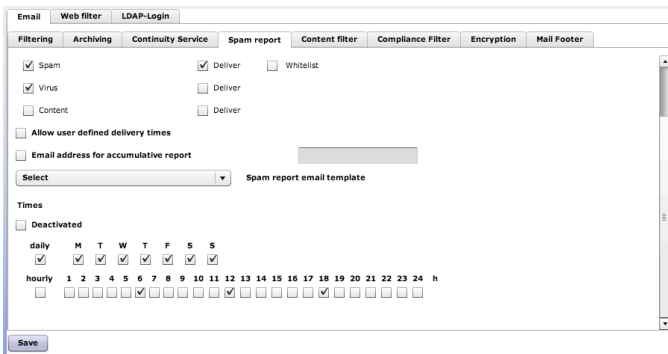 Email Web filter LDAP-Login
Filtering Archiving Continuity Service Spam report Content filter Compliance Filter Encryption Mail Footer
Spam Deliver Whitelist
Virus Deliver
Content Deliver
Allow user defined delivery times
Email address for accumulative report
Select Spam report email template
Times
Deactivated
daily M T W T F S S
hourly 1 2 3 4 5 6 7 8 9 10 11 12 13 14 15 16 17 18 19 20 21 22 23 24 h
Save